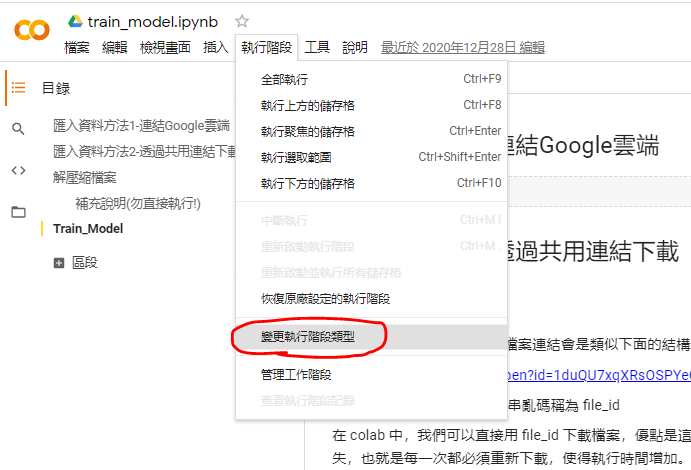 train_model.ipynb
檔案 編輯 檢視畫面 插入 執行階段 工具 說明 最近於 2020年12月28日 編輯
目錄
匯入資料方法1-連結Google雲端
匯入資料方法2-透過共用連結下載
解壓縮檔案
補充說明(勿直接執行!)
Train_Model
區段
全部執行 Ctrl+F9
執行上方的儲存格 Ctrl+F8
執行聚焦的儲存格 Ctrl+Enter
執行選取範圍 Ctrl+Shift+Enter
執行下方的儲存格 Ctrl+F10
中斷執行 Ctrl+M I
重新啟動執行階段 Ctrl+M .
重新啟動並執行所有儲存格
恢復原廠設定的執行階段
變更執行階段類型
管理工作階段
查看執行階段記錄
連結Google雲端
透過共用連結下載
檔案連結會是類似下面的結構
pen?id=1duQU7xqXRsOSPYe
串亂碼稱為 file_id
在 colab 中，我們可以直接用 file_id 下載檔案，優點是這
失，也就是每一次都必須重新下載，使得執行時間增加。